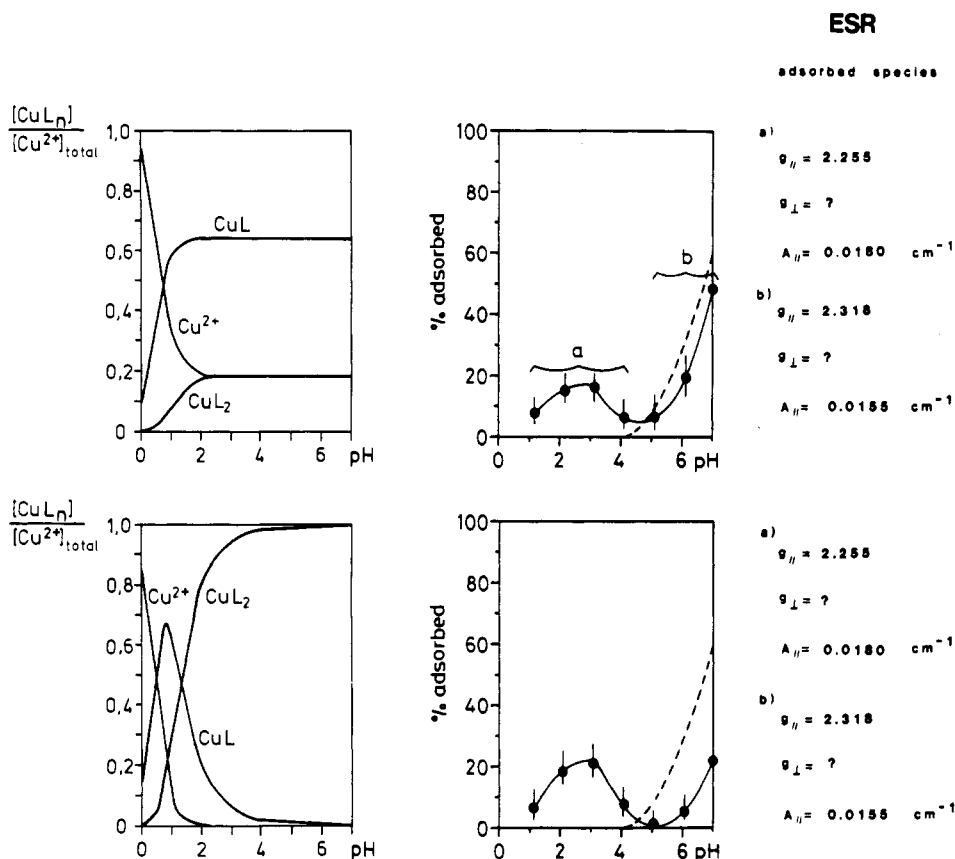 ESR
adsorbed species
[CuLn]
[Cu2+]total
1,0
0,8
0,6
0,4
0,2
0
CuL
Cu2+
CuL2
0 2 4 6 pH
% adsorbed
100
80
60
40
20
0
a
b
0 2 4 6 pH
a)
g// = 2.255
g⊥ = ?
A// = 0.0180 cm-1
b)
g// = 2.318
g⊥ = ?
A// = 0.0155 cm-1
[CuLn]
[Cu2+]total
1,0
0,8
0,6
0,4
0,2
0
Cu2+
CuL2
CuL
0 2 4 6 pH
% adsorbed
100
80
60
40
20
0
0 2 4 6 pH
a)
g// = 2.255
g⊥ = ?
A// = 0.0180 cm-1
b)
g// = 2.318
g⊥ = ?
A// = 0.0155 cm-1